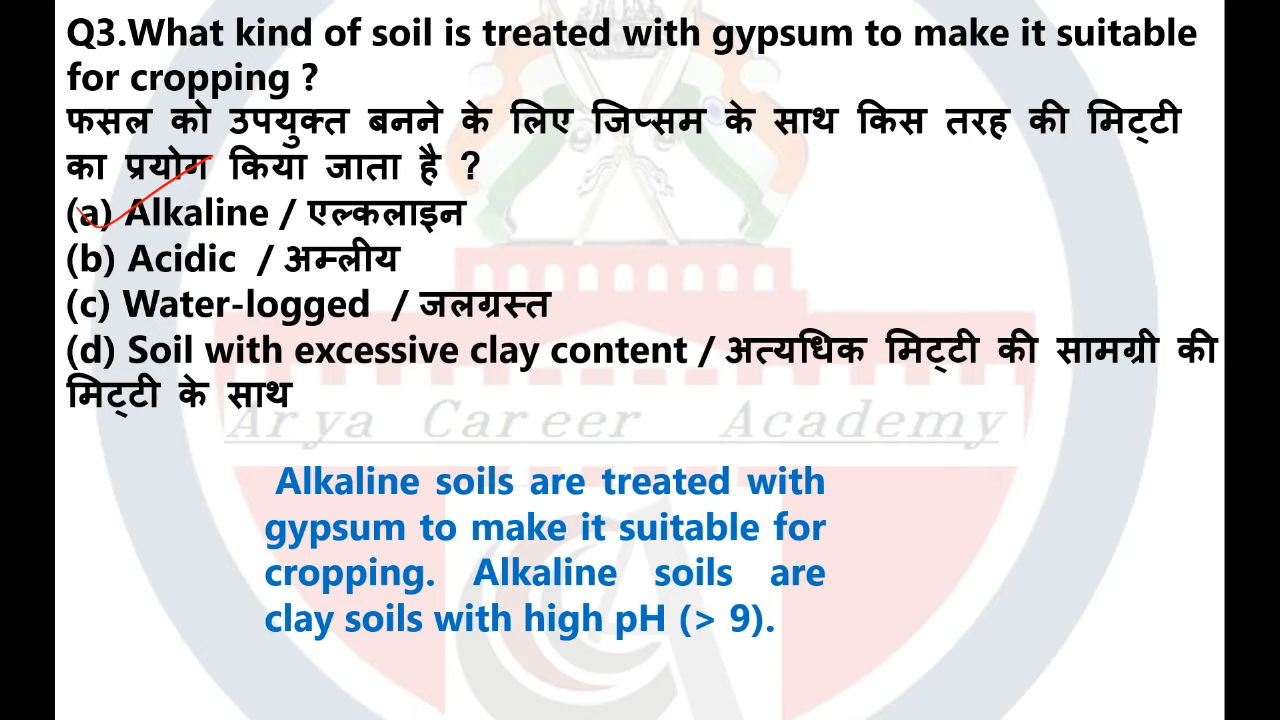 Q3.What kind of soil is treated with gypsum to make it suitable
for cropping ?
फसल को उपयुक्त बनने के लिए जिप्सम के साथ किस तरह की मिट्टी
का प्रयोग किया जाता है ?
(a) Alkaline / एल्कलाइन
(b) Acidic / अम्लीय
(c) Water-logged / जलग्रस्त
(d) Soil with excessive clay content / अत्यधिक मिट्टी की सामग्री की
मिट्टी के साथ
Arya Career Academy
Alkaline soils are treated with
gypsum to make it suitable for
cropping. Alkaline soils are
clay soils with high pH (> 9).